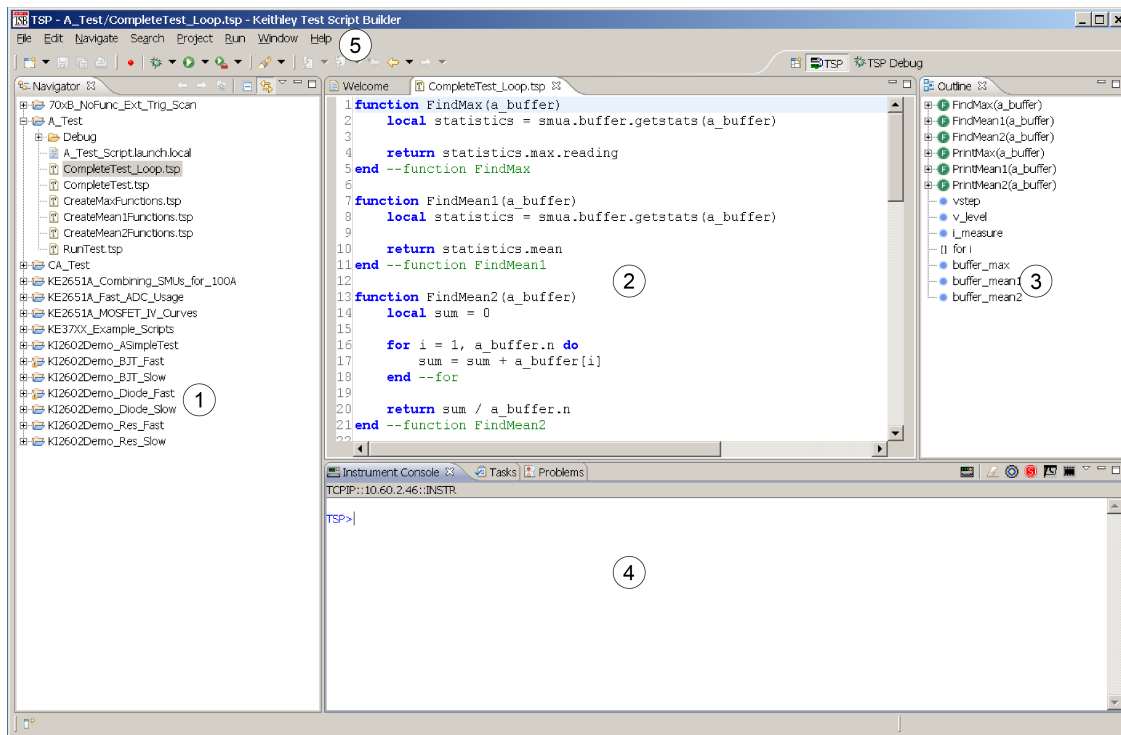 TSP - A_Test/CompleteTest_Loop.tsp - Keithley Test Script Builder
File Edit Navigate Search Project Run Window Help
5
TSP TSP Debug
Navigator
70xB_NoFunc_Ext_Trig_Scan
A_Test
Debug
A_Test_Script.launch.local
CompleteTest_Loop.tsp
CompleteTest.tsp
CreateMaxFunctions.tsp
CreateMean1Functions.tsp
CreateMean2Functions.tsp
RunTest.tsp
CA_Test
KE2651A_Combining_SMUs_for_100A
KE2651A_Fast_ADC_Usage
KE2651A_MOSFET_IV_Curves
KE37XX_Example_Scripts
KI2602Demo_ASimpleTest
KI2602Demo_BJT_Fast
KI2602Demo_BJT_Slow
KI2602Demo_Diode_Fast
KI2602Demo_Diode_Slow
KI2602Demo_Res_Fast
KI2602Demo_Res_Slow
1
Welcome CompleteTest_Loop.tsp
1 function FindMax(a_buffer)
2 local statistics = smua.buffer.getstats(a_buffer)
3
4 return statistics.max.reading
5 end --function FindMax
6
7 function FindMean1(a_buffer)
8 local statistics = smua.buffer.getstats(a_buffer)
9
10 return statistics.mean
11 end --function FindMean1
12
13 function FindMean2(a_buffer)
14 local sum = 0
15
16 for i = 1, a_buffer.n do
17 sum = sum + a_buffer[i]
18 end --for
19
20 return sum / a_buffer.n
21 end --function FindMean2
22
2
Outline
FindMax(a_buffer)
FindMean1(a_buffer)
FindMean2(a_buffer)
PrintMax(a_buffer)
PrintMean1(a_buffer)
PrintMean2(a_buffer)
vstep
v_level
i_measure
for i
buffer_max
buffer_mean1
buffer_mean2
3
Instrument Console Tasks Problems
TCPIP::10.60.2.46::INSTR
TSP>
4